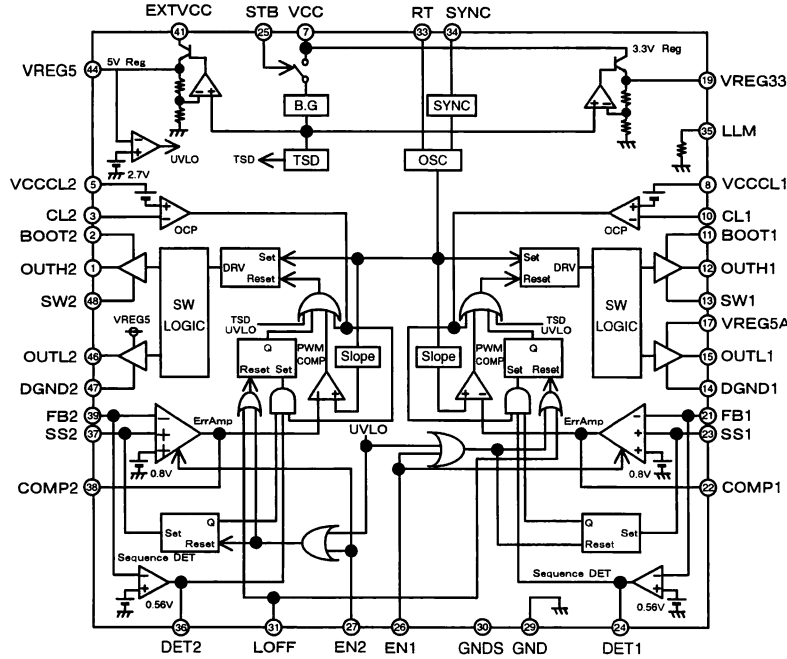 EXTVCC STB VCC RT SYNC
41 25 7 33 34
VREG5 44 5V Reg 3.3V Reg 19 VREG33
B.G SYNC
35 LLM
UVLO TSD TSD OSC
2.7V
VCCCL2 5 8 VCCCL1
CL2 3 10 CL1
OCP OCP
BOOT2 2 11 BOOT1
Set Set
DRV DRV
Reset Reset
OUTH2 1 12 OUTH1
SW2 48 13 SW1
SW LOGIC SW LOGIC
VREG5 17 VREG5A
TSD UVLO TSD UVLO
Q PWM COMP Slope Slope PWM COMP Q
OUTL2 46 15 OUTL1
Reset Set Set Reset
DGND2 47 14 DGND1
FB2 39 21 FB1
ErrAmp ErrAmp
SS2 37 23 SS1
UVLO
0.8V 0.8V
COMP2 38 22 COMP1
Q Q
Set Set
Reset Reset
Sequence DET Sequence DET
0.56V 0.56V
36 31 27 26 30 29 24
DET2 LOFF EN2 EN1 GNDS GND DET1